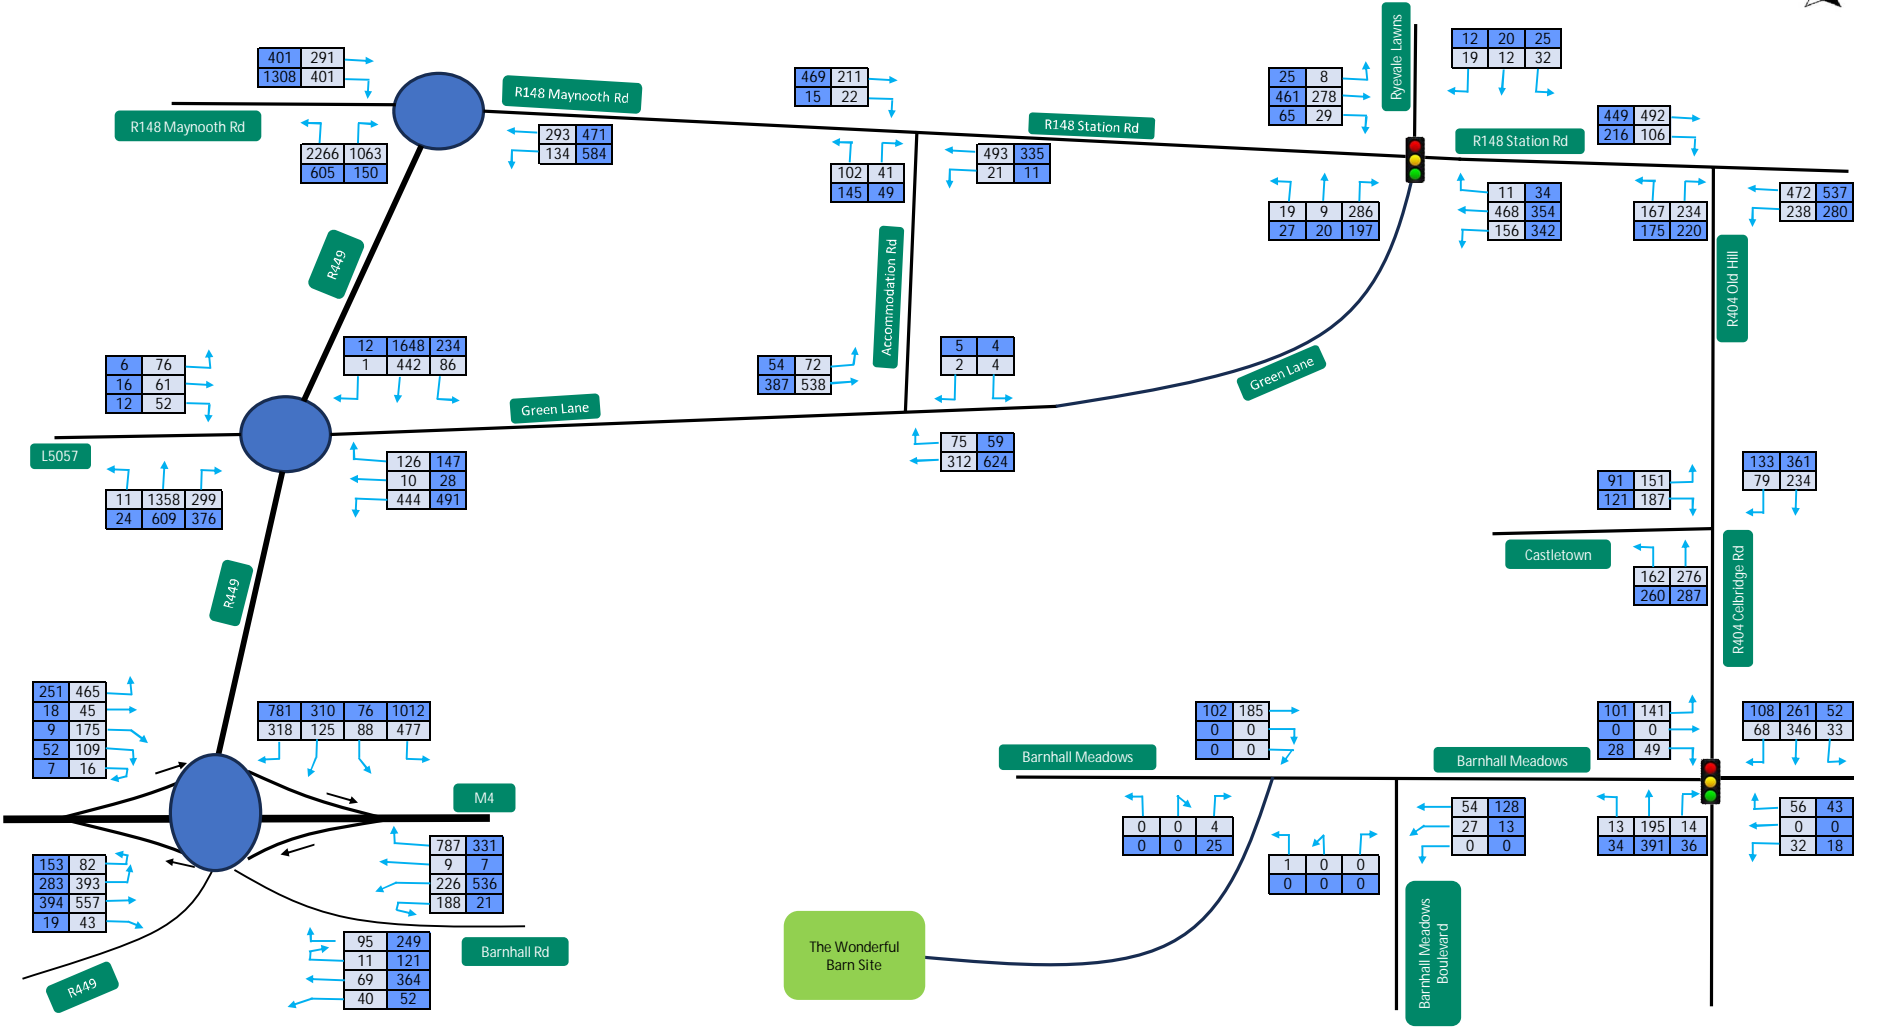 Ryevale Lawns
12 20 25
19 12 32
401 291
1308 401
R148 Maynooth Rd
469 211
15 22
25 8
461 278
65 29
R148 Maynooth Rd
R148 Station Rd
R148 Station Rd
449 492
216 106
293 471
134 584
2266 1063
605 150
493 335
21 11
102 41
145 49
19 9 286
27 20 197
11 34
468 354
156 342
167 234
175 220
472 537
238 280
R449
Accommodation Rd
R404 Old Hill
6 76
16 61
12 52
12 1648 234
1 442 86
54 72
387 538
5 4
2 4
Green Lane
Green Lane
L5057
75 59
312 624
126 147
10 28
444 491
11 1358 299
24 609 376
91 151
121 187
133 361
79 234
Castletown
162 276
260 287
R404 Celbridge Rd
R449
251 465
18 45
9 175
52 109
7 16
781 310 76 1012
318 125 88 477
102 185
0 0
0 0
101 141
0 0
28 49
108 261 52
68 346 33
Barnhall Meadows
Barnhall Meadows
M4
0 0 4
0 0 25
54 128
27 13
0 0
13 195 14
34 391 36
56 43
0 0
32 18
787 331
9 7
226 536
188 21
153 82
283 393
394 557
19 43
1 0 0
0 0 0
Barnhall Meadows
Boulevard
The Wonderful
Barn Site
95 249
11 121
69 364
40 52
Barnhall Rd
R449